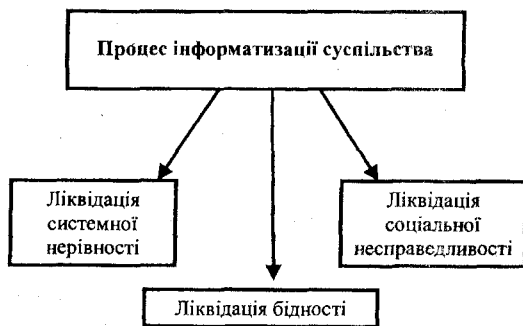 Процес інформатизації суспільства
Ліквідація
системної
нерівності
Ліквідація
соціальної
несправедливості
Ліквідація бідності